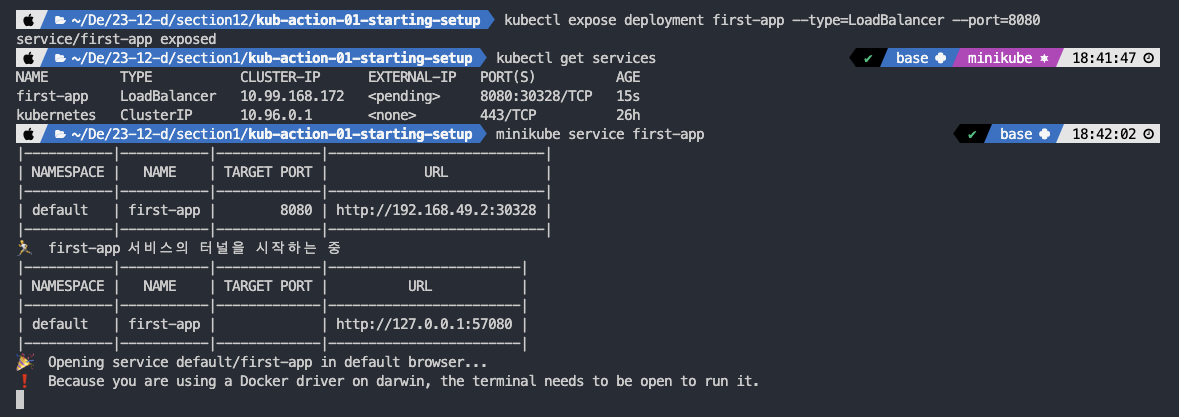 ~/De/23-12-d/section12/kub-action-01-starting-setup kubectl expose deployment first-app --type=LoadBalancer --port=8080
service/first-app exposed
~/De/23-12-d/section1/kub-action-01-starting-setup kubectl get services ✔ base minikube ⎈ 18:41:47
NAME TYPE CLUSTER-IP EXTERNAL-IP PORT(S) AGE
first-app LoadBalancer 10.99.168.172 <pending> 8080:30328/TCP 15s
kubernetes ClusterIP 10.96.0.1 <none> 443/TCP 26h
~/De/23-12-d/section1/kub-action-01-starting-setup minikube service first-app ✔ base 18:42:02
|-----------|-----------|-------------|---------------------------|
| NAMESPACE | NAME | TARGET PORT | URL |
|-----------|-----------|-------------|---------------------------|
| default | first-app | 8080 | http://192.168.49.2:30328 |
|-----------|-----------|-------------|---------------------------|
🏃 first-app 서비스의 터널을 시작하는 중
|-----------|-----------|-------------|------------------------|
| NAMESPACE | NAME | TARGET PORT | URL |
|-----------|-----------|-------------|------------------------|
| default | first-app | | http://127.0.0.1:57080 |
|-----------|-----------|-------------|------------------------|
🎉 Opening service default/first-app in default browser...
❗ Because you are using a Docker driver on darwin, the terminal needs to be open to run it.